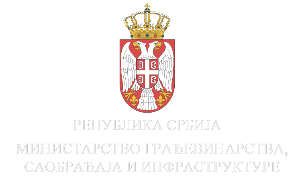 РЕПУБЛИКА СРБИЈА
МИНИСТАРСТВО ГРАЂЕВИНАРСТВА,
САОБРАЋАЈА И ИНФРАСТРУКТУРЕ